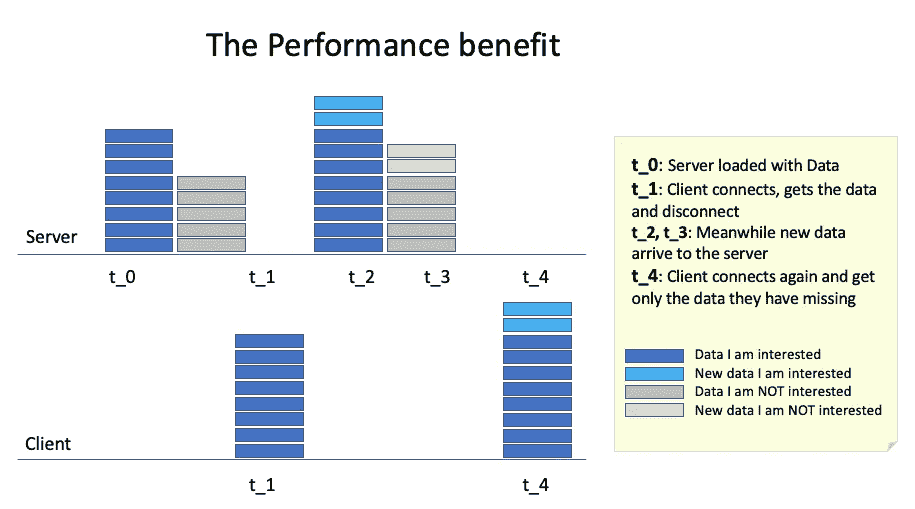 The Performance benefit
Server
t_0 t_1 t_2 t_3 t_4
t_0: Server loaded with Data
t_1: Client connects, gets the data
and disconnect
t_2, t_3: Meanwhile new data
arrive to the server
t_4: Client connects again and get
only the data they have missing
Data I am interested
New data I am interested
Data I am NOT interested
New data I am NOT interested
Client
t_1 t_4